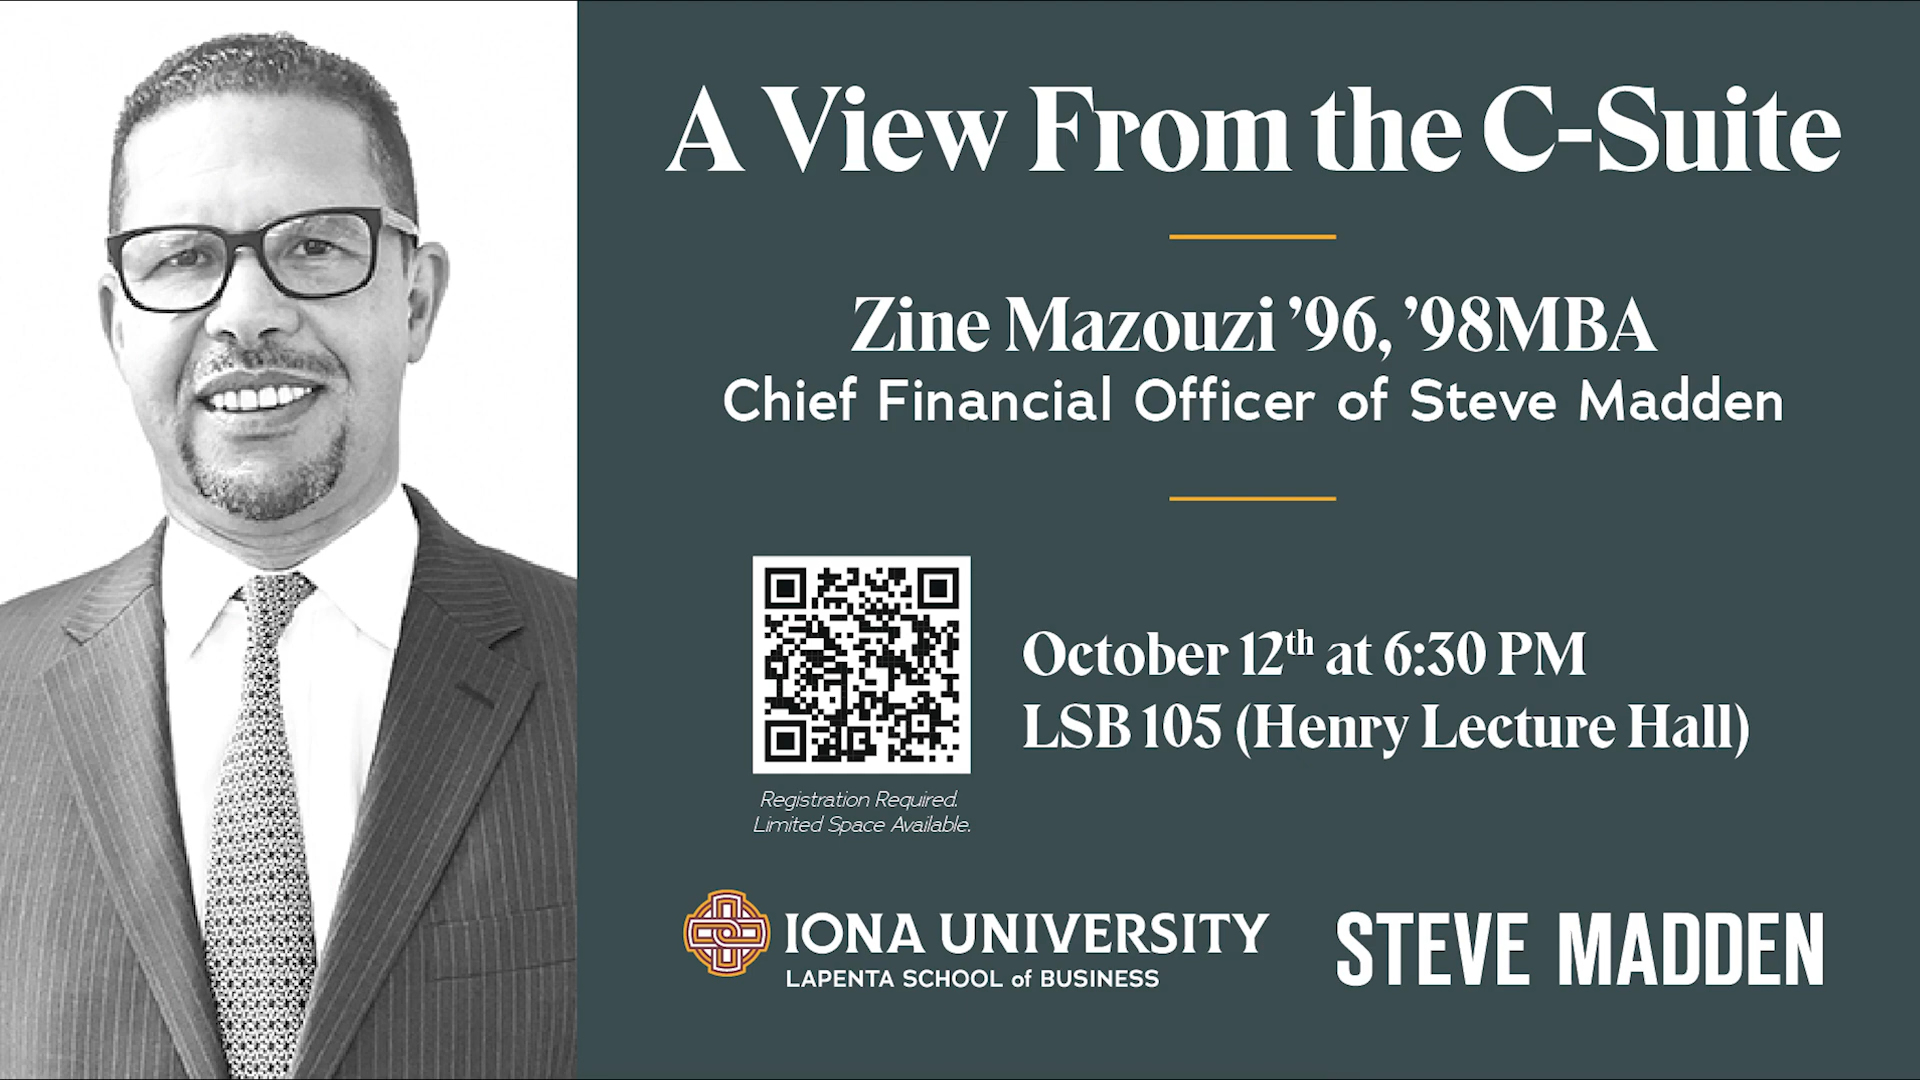 A View From the C-Suite
Zine Mazouzi ’96, ’98MBA
Chief Financial Officer of Steve Madden
October 12th at 6:30 PM
LSB 105 (Henry Lecture Hall)
Registration Required.
Limited Space Available.
IONA UNIVERSITY
LAPENTA SCHOOL of BUSINESS
STEVE MADDEN